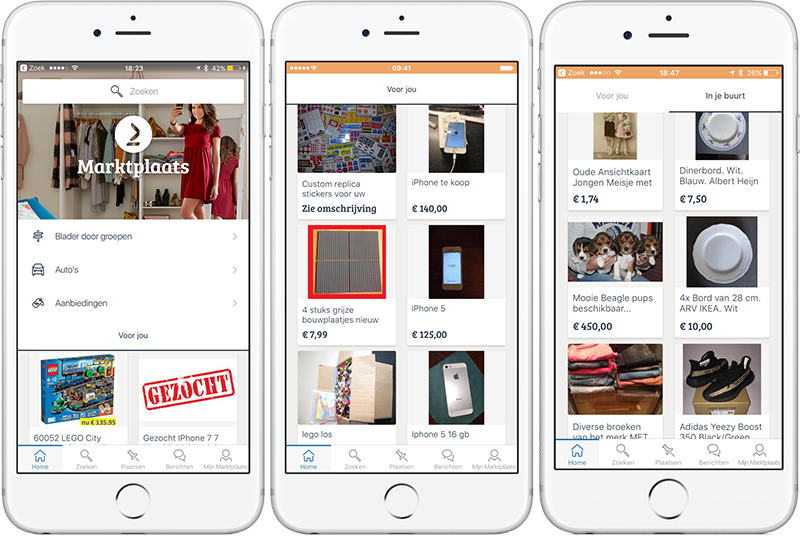 Zoek
18:23
42%
Zoeken
Marktplaats
Blader door groepen
Auto's
Aanbiedingen
Voor jou
LEGO
CITY
nu € 135.95
GEZOCHT
60052 LEGO City
Gezocht IPhone 7 7
Home
Zoeken
Plaatsen
Berichten
Mijn Marktplaats
09:41
Voor jou
Custom replica
stickers voor uw
Zie omschrijving
iPhone te koop
€ 140,00
4 stuks grijze
bouwplaatjes nieuw
€ 7,99
iPhone 5
€ 125,00
lego los
Iphone 5 16 gb
Home
Zoeken
Plaatsen
Berichten
Mijn Marktplaats
Zoek
18:47
26%
Voor jou
In je buurt
Oude Ansichtkaart
Jongen Meisje met
€ 1,74
Dinerbord. Wit.
Blauw. Albert Heijn
€ 7,50
Mooie Beagle pups
beschikbaar...
€ 450,00
4x Bord van 28 cm.
ARV IKEA. Wit
€ 10,00
Diverse broeken
van het merk MET
Adidas Yeezy Boost
350 Black/Green
Home
Zoeken
Plaatsen
Berichten
Mijn Marktplaats